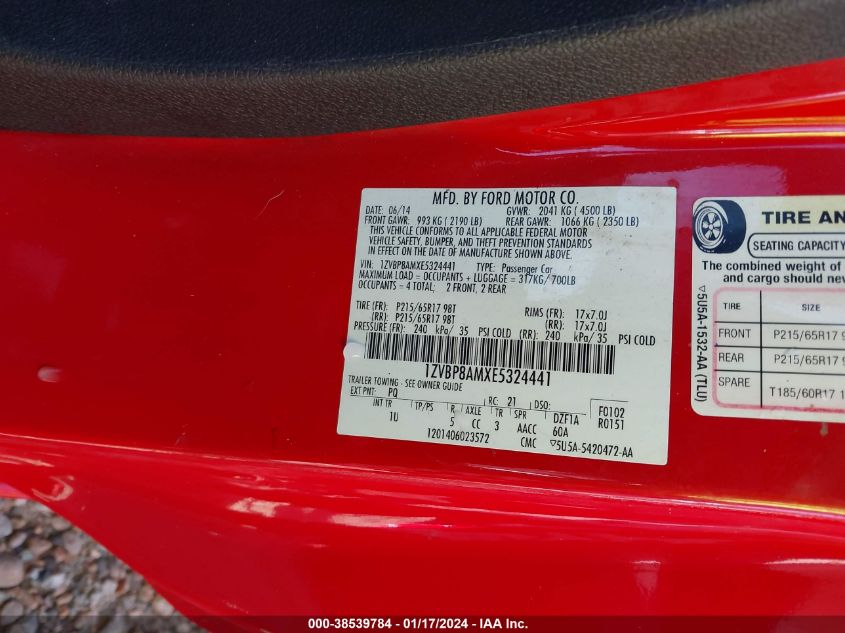 MFD. BY FORD MOTOR CO.
DATE: 06/14 GVWR: 2041 KG ( 4500 LB)
FRONT GAWR: 993 KG ( 2190 LB) REAR GAWR: 1066 KG ( 2350 LB)
THIS VEHICLE CONFORMS TO ALL APPLICABLE FEDERAL MOTOR
VEHICLE SAFETY, BUMPER, AND THEFT PREVENTION STANDARDS
IN EFFECT ON THE DATE OF MANUFACTURE SHOWN ABOVE.
VIN: 1ZVBP8AMXE5324441 TYPE: Passenger Car
MAXIMUM LOAD = OCCUPANTS + LUGGAGE = 317KG/ 700LB
OCCUPANTS = 4 TOTAL; 2 FRONT, 2 REAR
TIRE (FR): P215/65R17 98T RIMS (FR): 17x7.0J
(RR): P215/65R17 98T (RR): 17x7.0J
PRESSURE (FR): 240 kPa/ 35 PSI COLD (RR): 240 kPa/ 35 PSI COLD
1ZVBP8AMXE5324441
TRAILER TOWING - SEE OWNER GUIDE
EXT PNT: PQ RC: 21 DSO: F0102
INT TR TP/PS R AXLE TR SPR DZF1A R0151
1U 5 CC 3 AACC 60A
1201406023572 CMC ▽5U5A-5420472-AA
▽5U5A-1532-AA (TLU)
TIRE AN
SEATING CAPACITY
The combined weight of
and cargo should neve
TIRE SIZE
FRONT P215/65R17 9
REAR P215/65R17 9
SPARE T185/60R17 1
000-38539784 - 01/17/2024 - IAA Inc.